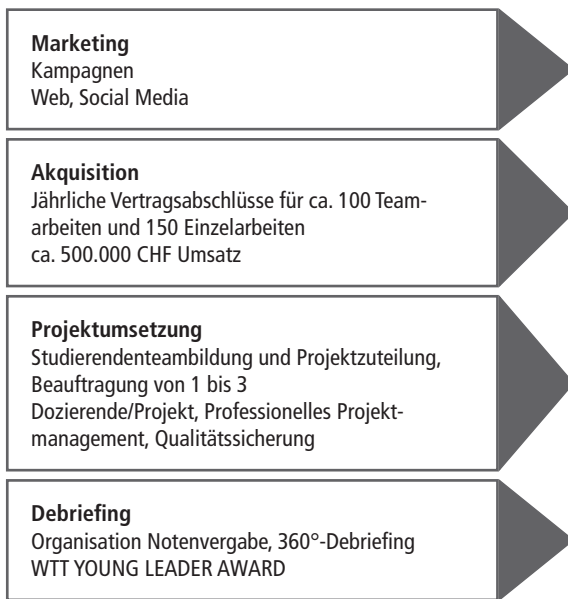 Marketing
Kampagnen
Web, Social Media
Akquisition
Jährliche Vertragsabschlüsse für ca. 100 Team-
arbeiten und 150 Einzelarbeiten
ca. 500.000 CHF Umsatz
Projektumsetzung
Studierendenteambildung und Projektzuteilung,
Beauftragung von 1 bis 3
Dozierende/Projekt, Professionelles Projekt-
management, Qualitätssicherung
Debriefing
Organisation Notenvergabe, 360°-Debriefing
WTT YOUNG LEADER AWARD